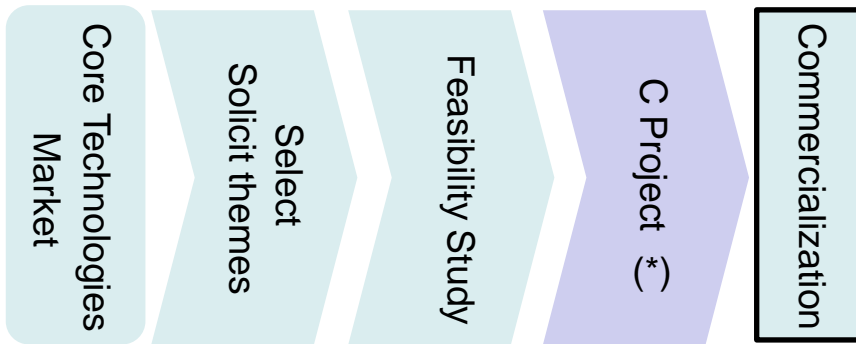 Core Technologies
Market
Select
Solicit themes
Feasibility Study
C Project (*)
Commercialization